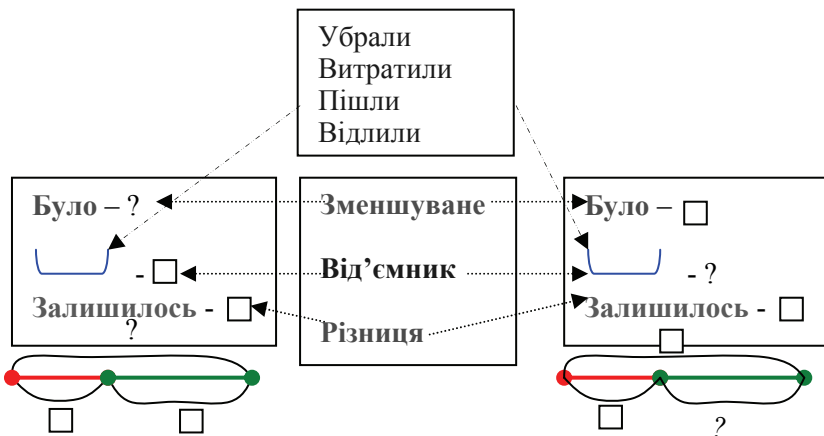 Убрали
Витратили
Пішли
Відлили
Було – ?
- 
Залишилось -
?
Зменшуване
Від’ємник
Різниця
Було –
- ?
Залишилось -
?